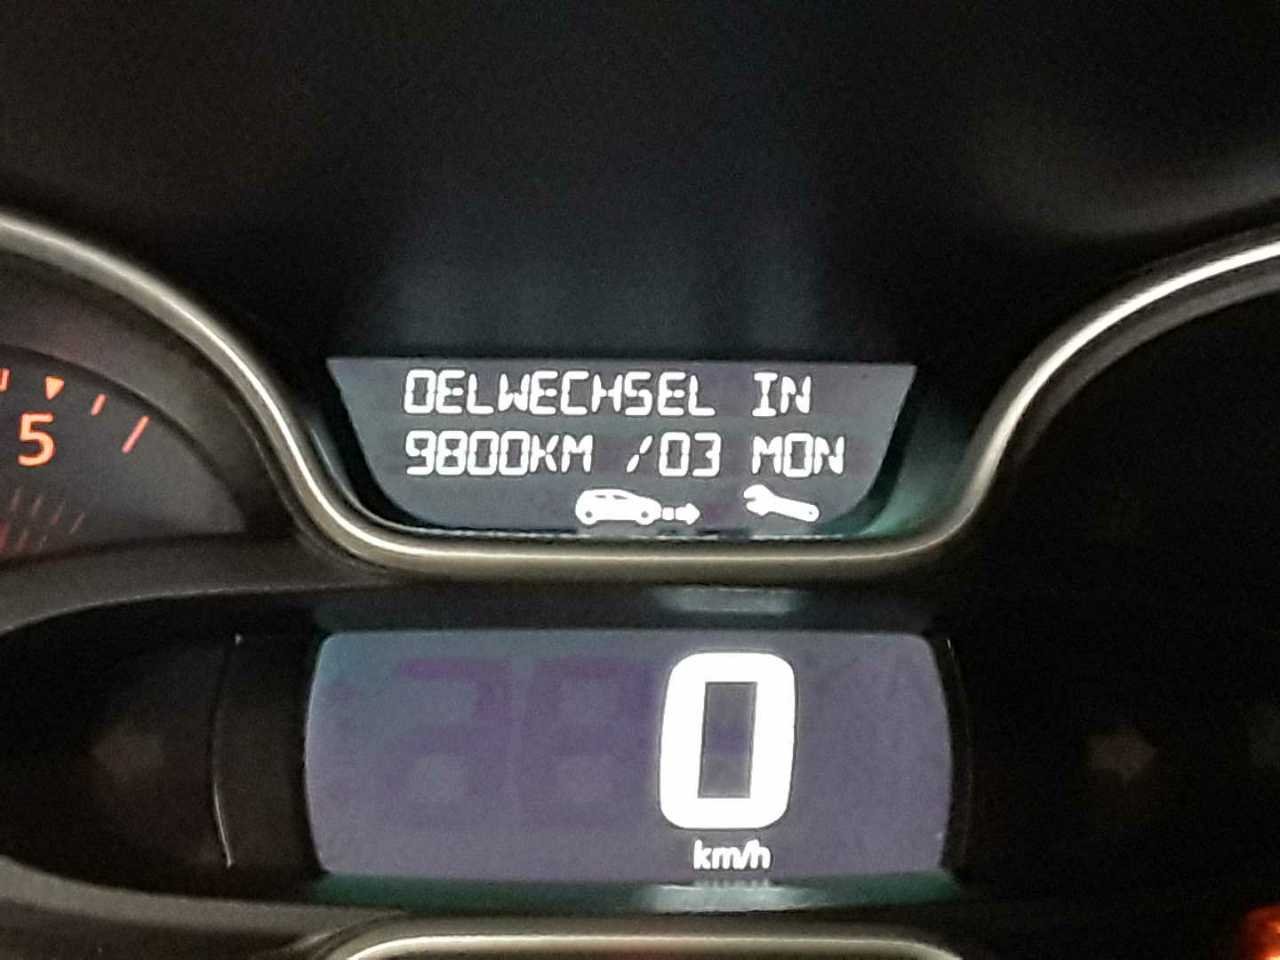 OELWECHSEL IN
9800KM /03 MON
5
0
km/h